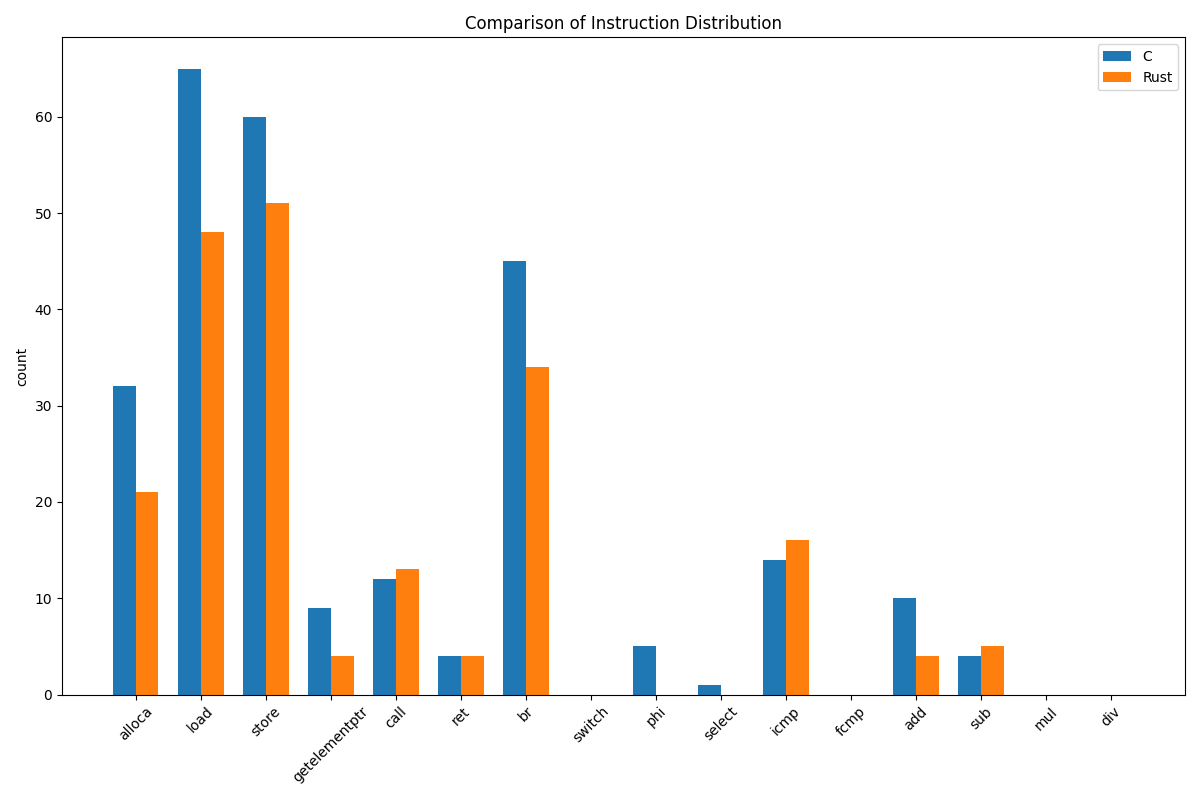 Comparison of Instruction Distribution
C
Rust
count
60
50
40
30
20
10
0
alloca
load
store
getelementptr
call
ret
br
switch
phi
select
icmp
fcmp
add
sub
mul
div